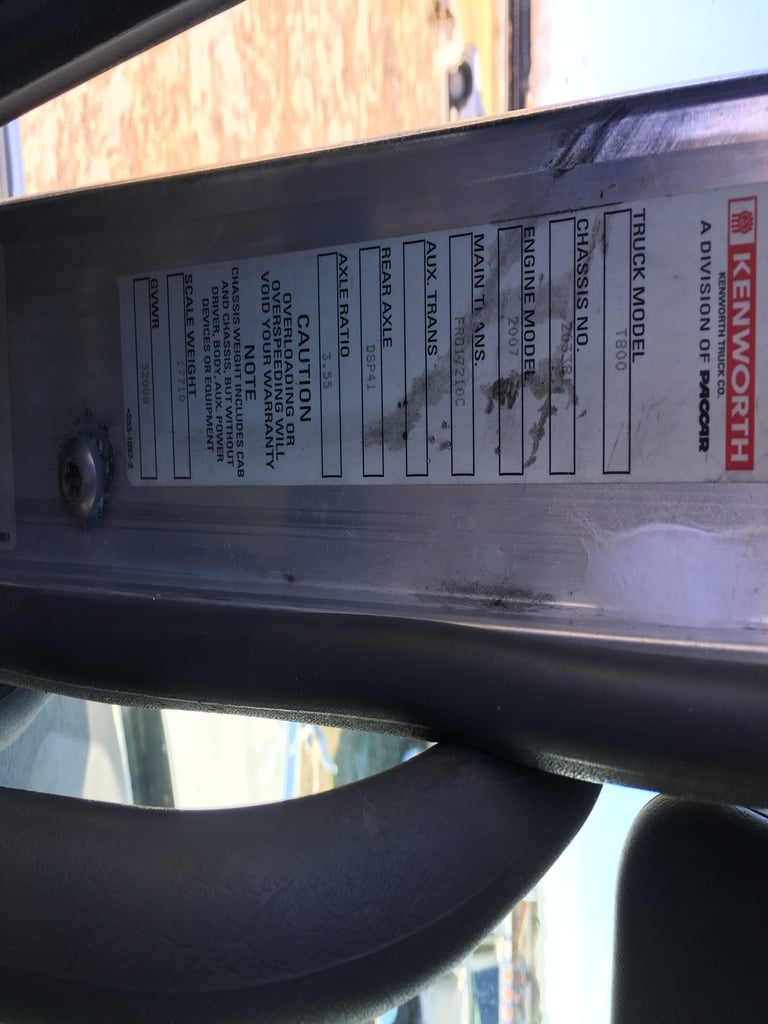 KENWORTH
KENWORTH TRUCK CO.
A DIVISION OF PACCAR
TRUCK MODEL
T800
CHASSIS NO.
ENGINE MODEL
2007
MAIN TRANS.
AUX. TRANS
REAR AXLE
DSP41
AXLE RATIO
3.55
CAUTION
OVERLOADING OR
OVERSPEEDING WILL
VOID YOUR WARRANTY
NOTE
CHASSIS WEIGHT INCLUDES CAB
AND CHASSIS, BUT WITHOUT
DRIVER, BODY, AUX. POWER
DEVICES OR EQUIPMENT
SCALE WEIGHT
17710
GVWR
52000